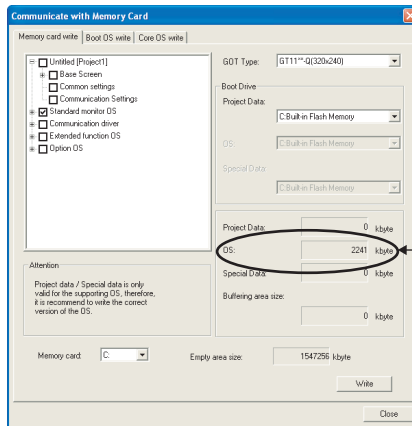 Communicate with Memory Card
Memory card write
Boot OS write
Core OS write
Untitled [Project1]
Base Screen
Common settings
Communication Settings
Standard monitor OS
Communication driver
Extended function OS
Option OS
GOT Type: GT11**-Q(320x240)
Boot Drive
Project Data:
C:Built-in Flash Memory
OS: C:Built-in Flash Memory
Special Data:
C:Built-in Flash Memory
Project Data: 0 kbyte
OS: 2241 kbyte
Special Data: 0 kbyte
Buffering area size:
0 kbyte
Attention
Project data / Special data is only
valid for the supporting OS, therefore,
it is recommend to write the correct
version of the OS.
Memory card: C:
Empty area size: 1547256 kbyte
Write
Close